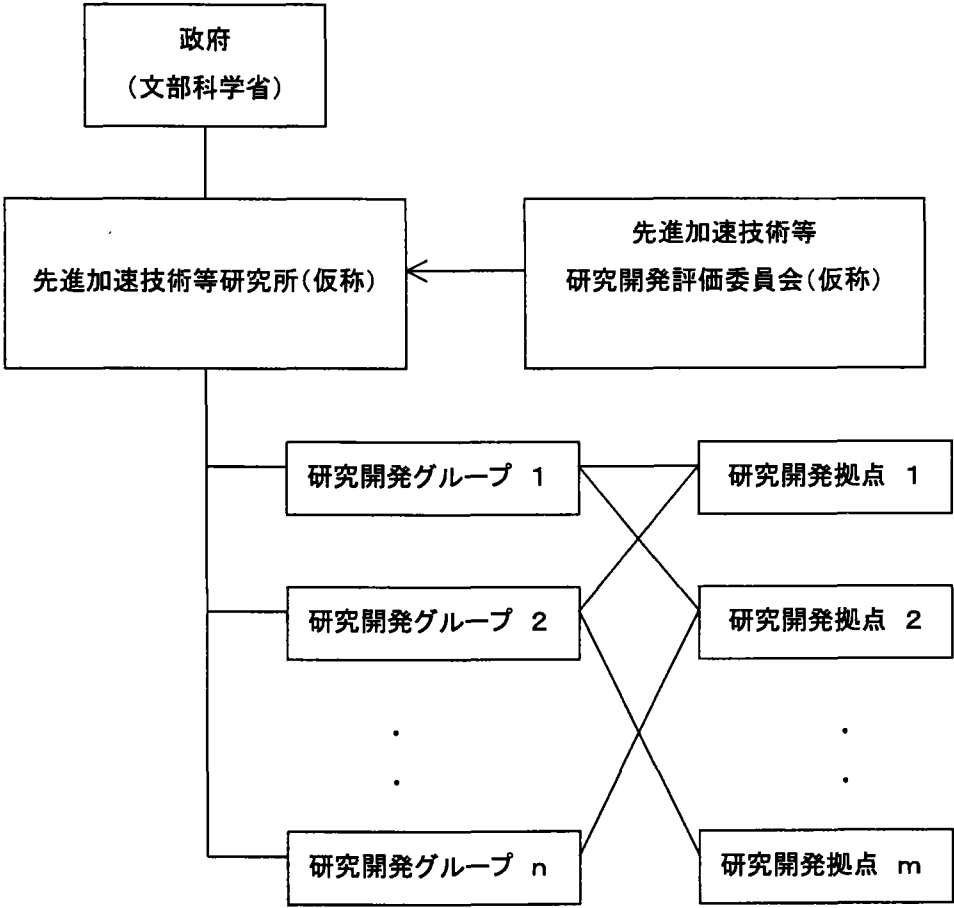 政府
(文部科学省)
先進加速技術等研究所(仮称)
先進加速技術等
研究開発評価委員会(仮称)
研究開発グループ 1
研究開発拠点 1
研究開発グループ 2
研究開発拠点 2
研究開発グループ n
研究開発拠点 m